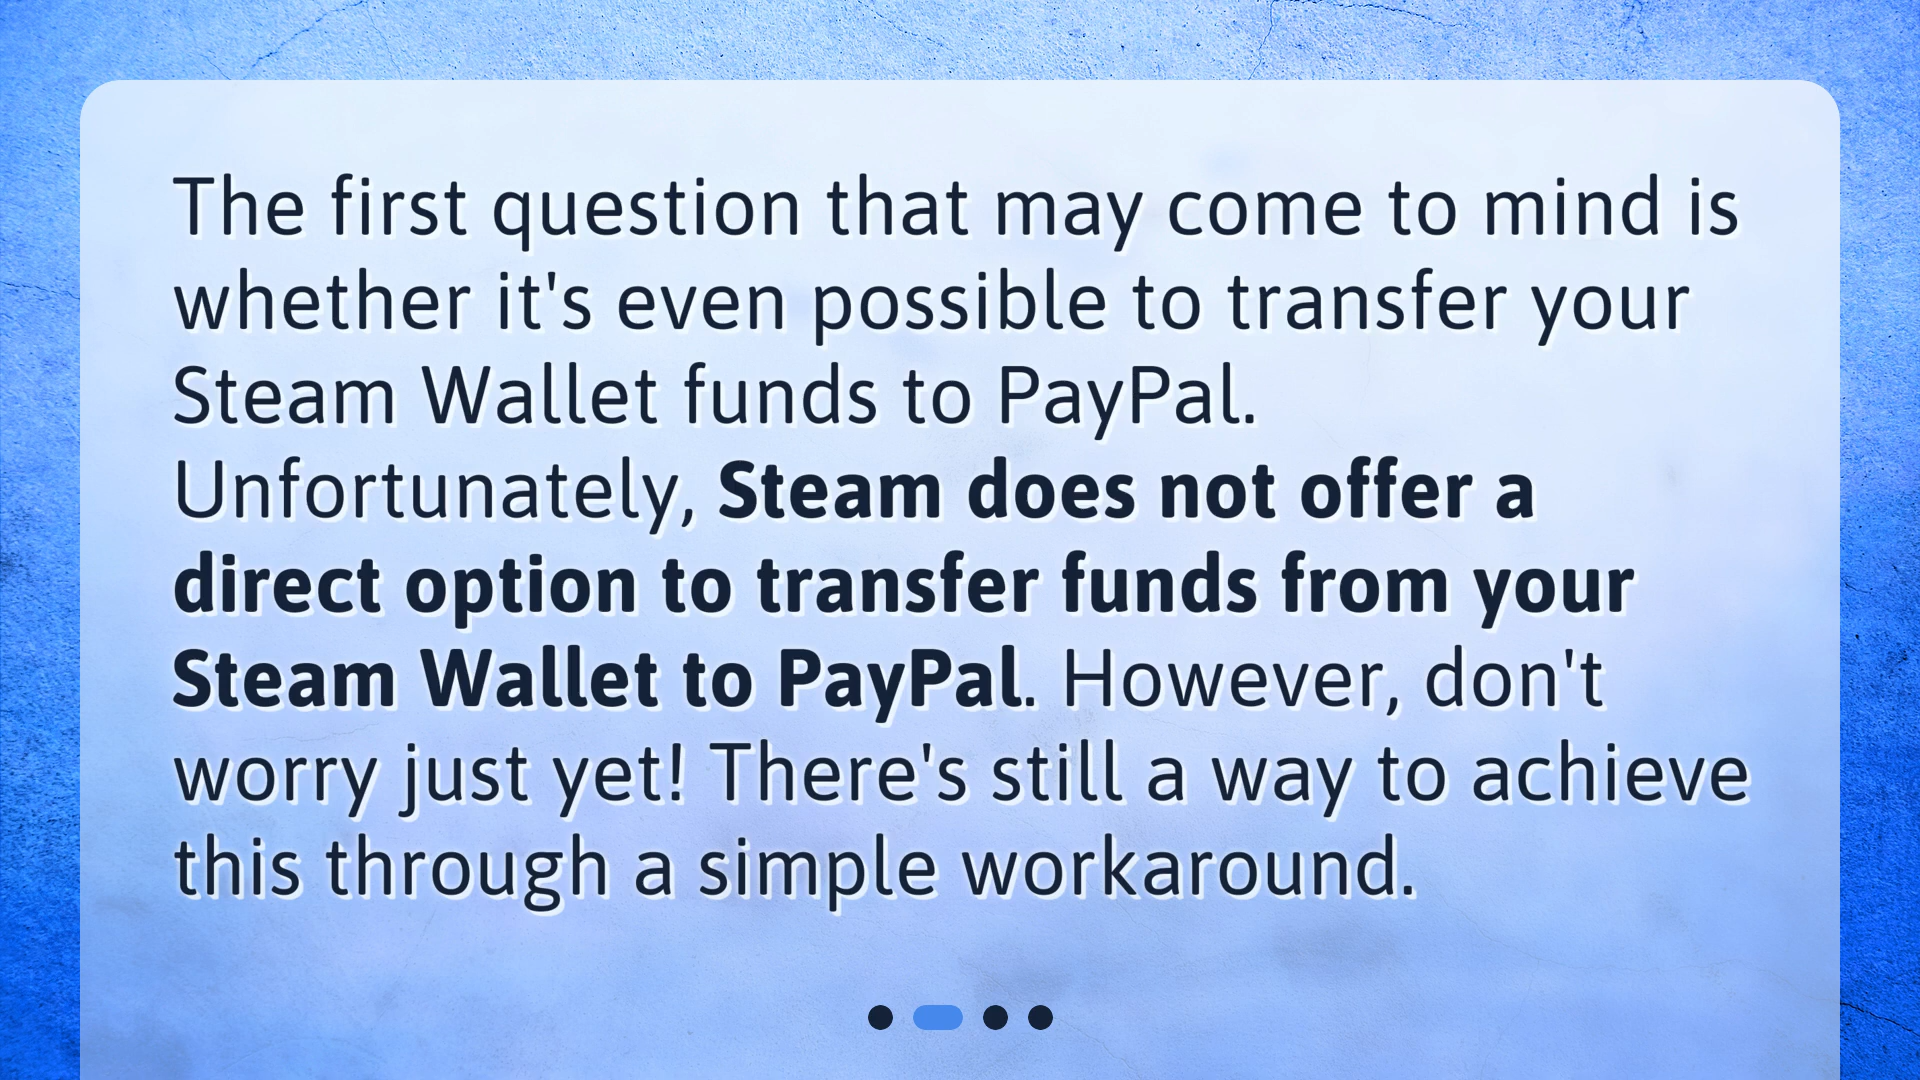 The first question that may come to mind is
whether it's even possible to transfer your
Steam Wallet funds to PayPal.
Unfortunately, Steam does not offer a
direct option to transfer funds from your
Steam Wallet to PayPal. However, don't
worry just yet! There's still a way to achieve
this through a simple workaround.